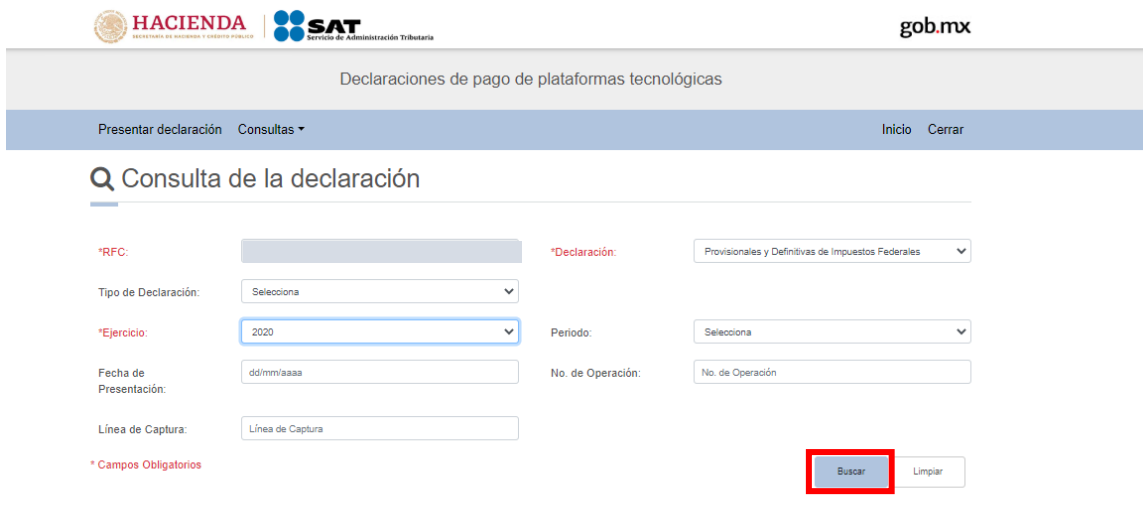 HACIENDA
SECRETARÍA DE HACIENDA Y CRÉDITO PÚBLICO
SAT
Servicio de Administración Tributaria
gob.mx
Declaraciones de pago de plataformas tecnológicas
Presentar declaración Consultas Inicio Cerrar
Consulta de la declaración
*RFC: *Declaración: Provisionales y Definitivas de Impuestos Federales
Tipo de Declaración: Selecciona
*Ejercicio: 2020 Periodo: Selecciona
Fecha de
Presentación: dd/mm/aaaa No. de Operación: No. de Operación
Línea de Captura: Línea de Captura
* Campos Obligatorios
Buscar Limpiar